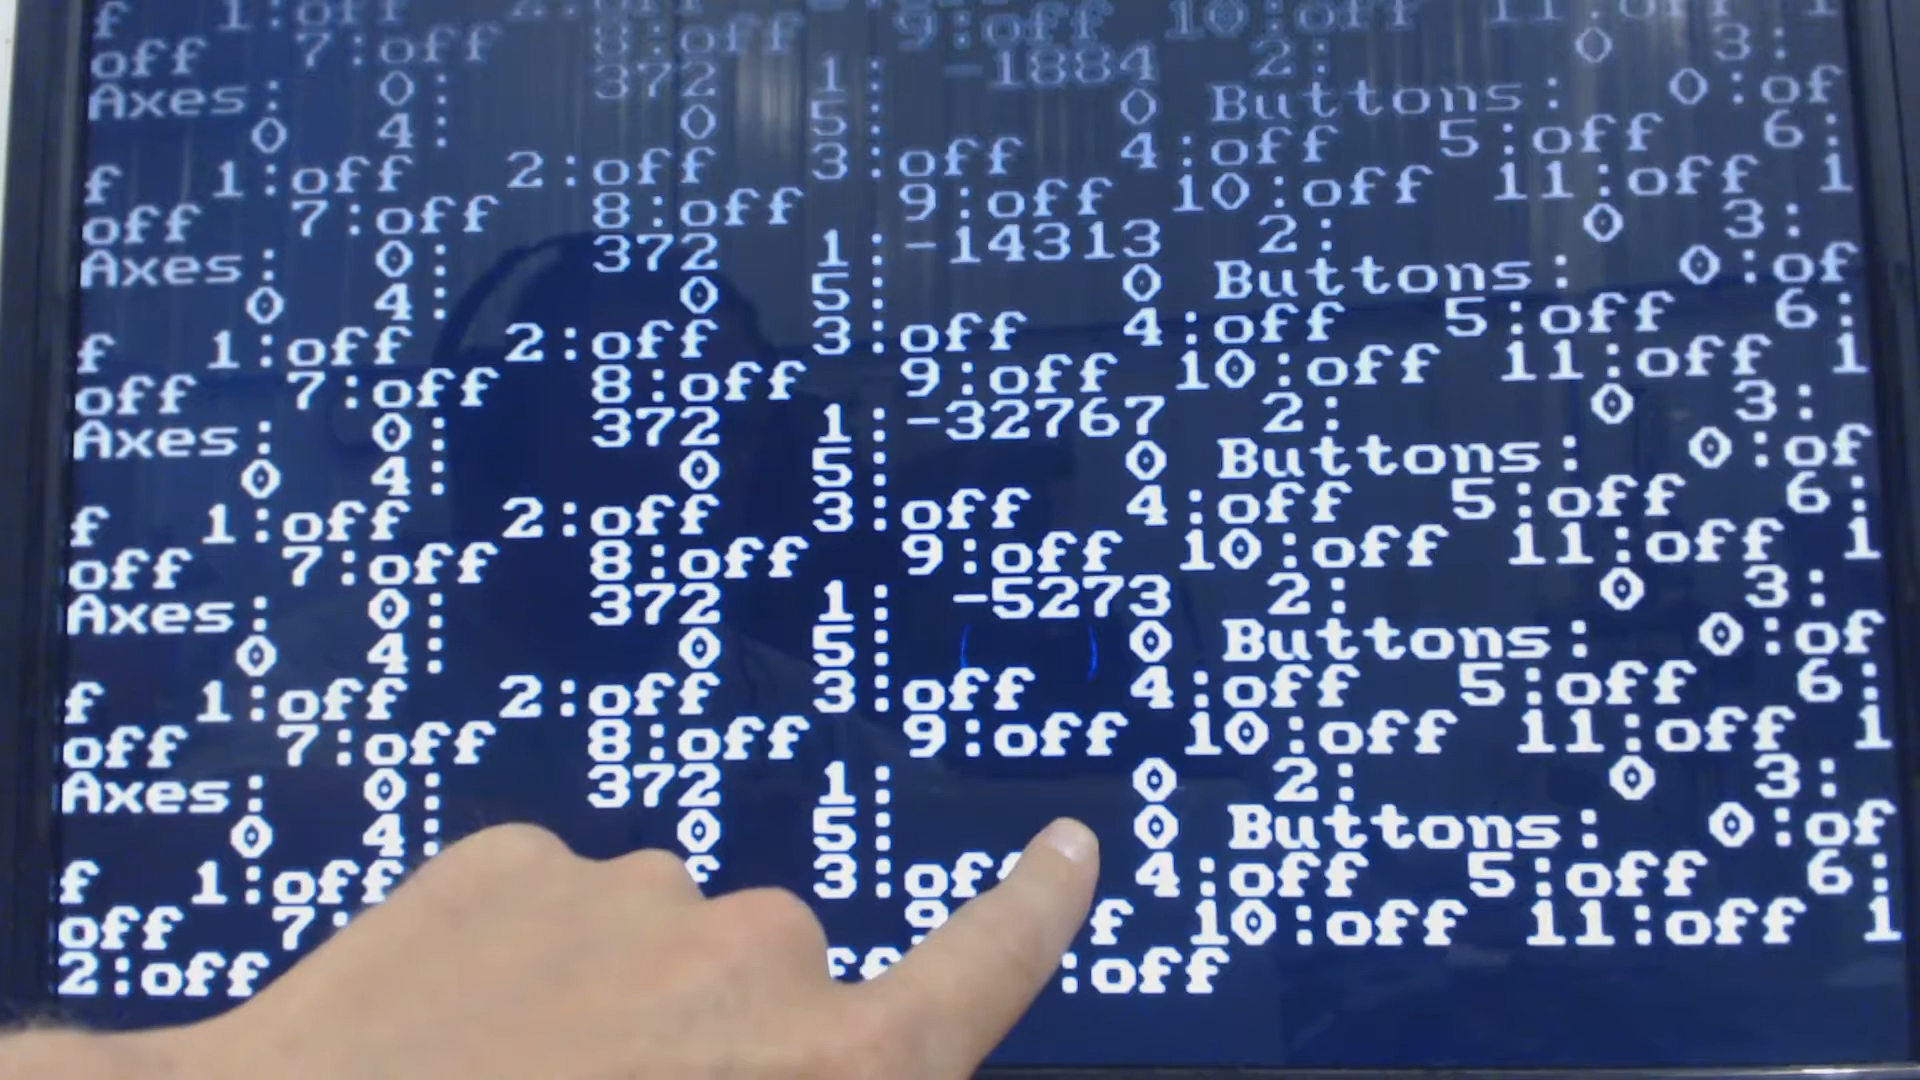 f 1:off 2:off 9:off 10:off 11:off 1
off 7:off 8:off 1: -1884 2: 0 3:
Axes: 0: 372 5: 0 Buttons: 0:of
0 4: 0 3:off 4:off 5:off 6:
f 1:off 2:off 9:off 10:off 11:off 1
off 7:off 8:off 1:-14313 2: 0 3:
Axes: 0: 372 5: 0 Buttons: 0:of
0 4: 0 3:off 4:off 5:off 6:
f 1:off 2:off 9:off 10:off 11:off 1
off 7:off 8:off 1:-32767 2: 0 3:
Axes: 0: 372 5: 0 Buttons: 0:of
0 4: 0 3:off 4:off 5:off 6:
f 1:off 2:off 9:off 10:off 11:off 1
off 7:off 8:off 1: -5273 2: 0 3:
Axes: 0: 372 5: 0 Buttons: 0:of
0 4: 0 3:off 4:off 5:off 6:
f 1:off 2:off 9:off 10:off 11:off 1
off 7:off 8:off 1: 0 2: 0 3:
Axes: 0: 372 5: 0 Buttons: 0:of
0 4: 0 3:off 4:off 5:off 6:
f 1:off f 9 f 10:off 11:off 1
off 7:
2:off :off